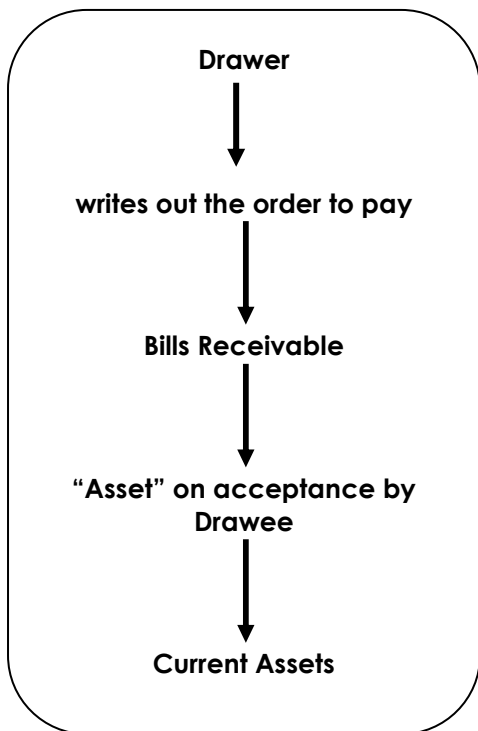 Drawer
writes out the order to pay
Bills Receivable
“Asset” on acceptance by
Drawee
Current Assets